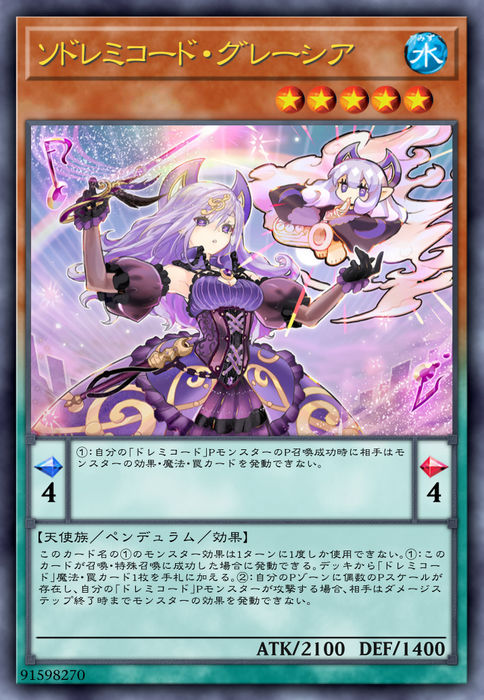 ソドレミコード・グレーシア
みず
水
①:自分の「ドレミコード」PモンスターのP召喚成功時に相手はモ
ンスターの効果・魔法・罠カードを発動できない。
4
4
【天使族/ペンデュラム/効果】
このカード名の①のモンスター効果は1ターンに1度しか使用できない。①:この
カードが召喚・特殊召喚に成功した場合に発動できる。デッキから「ドレミコー
ド」魔法・罠カード1枚を手札に加える。②:自分のPゾーンに偶数のPスケールが
存在し、自分の「ドレミコード」Pモンスターが攻撃する場合、相手はダメージス
テップ終了時までモンスターの効果を発動できない。
ATK/2100 DEF/1400
91598270